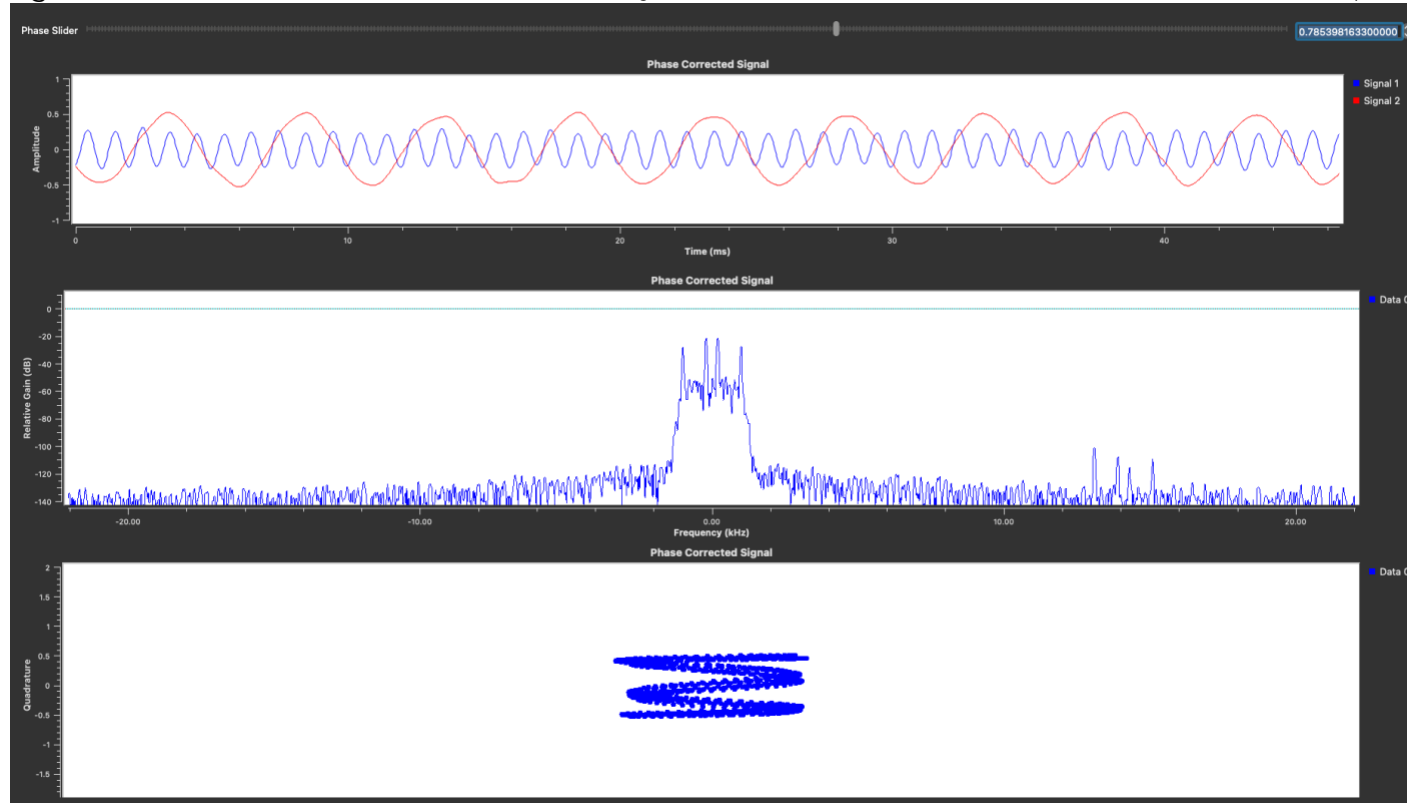 Phase Slider
0.785398163300000
Phase Corrected Signal
1
0.5
0
-0.5
-1
Amplitude
Signal 1
Signal 2
0
10
20
30
40
Time (ms)
Phase Corrected Signal
0
-20
-40
-60
-80
-100
-120
-140
Relative Gain (dB)
Data 0
-20.00
-10.00
0.00
10.00
20.00
Frequency (kHz)
Phase Corrected Signal
2
1.5
1
0.5
0
-0.5
-1
-1.5
Quadrature
Data 0